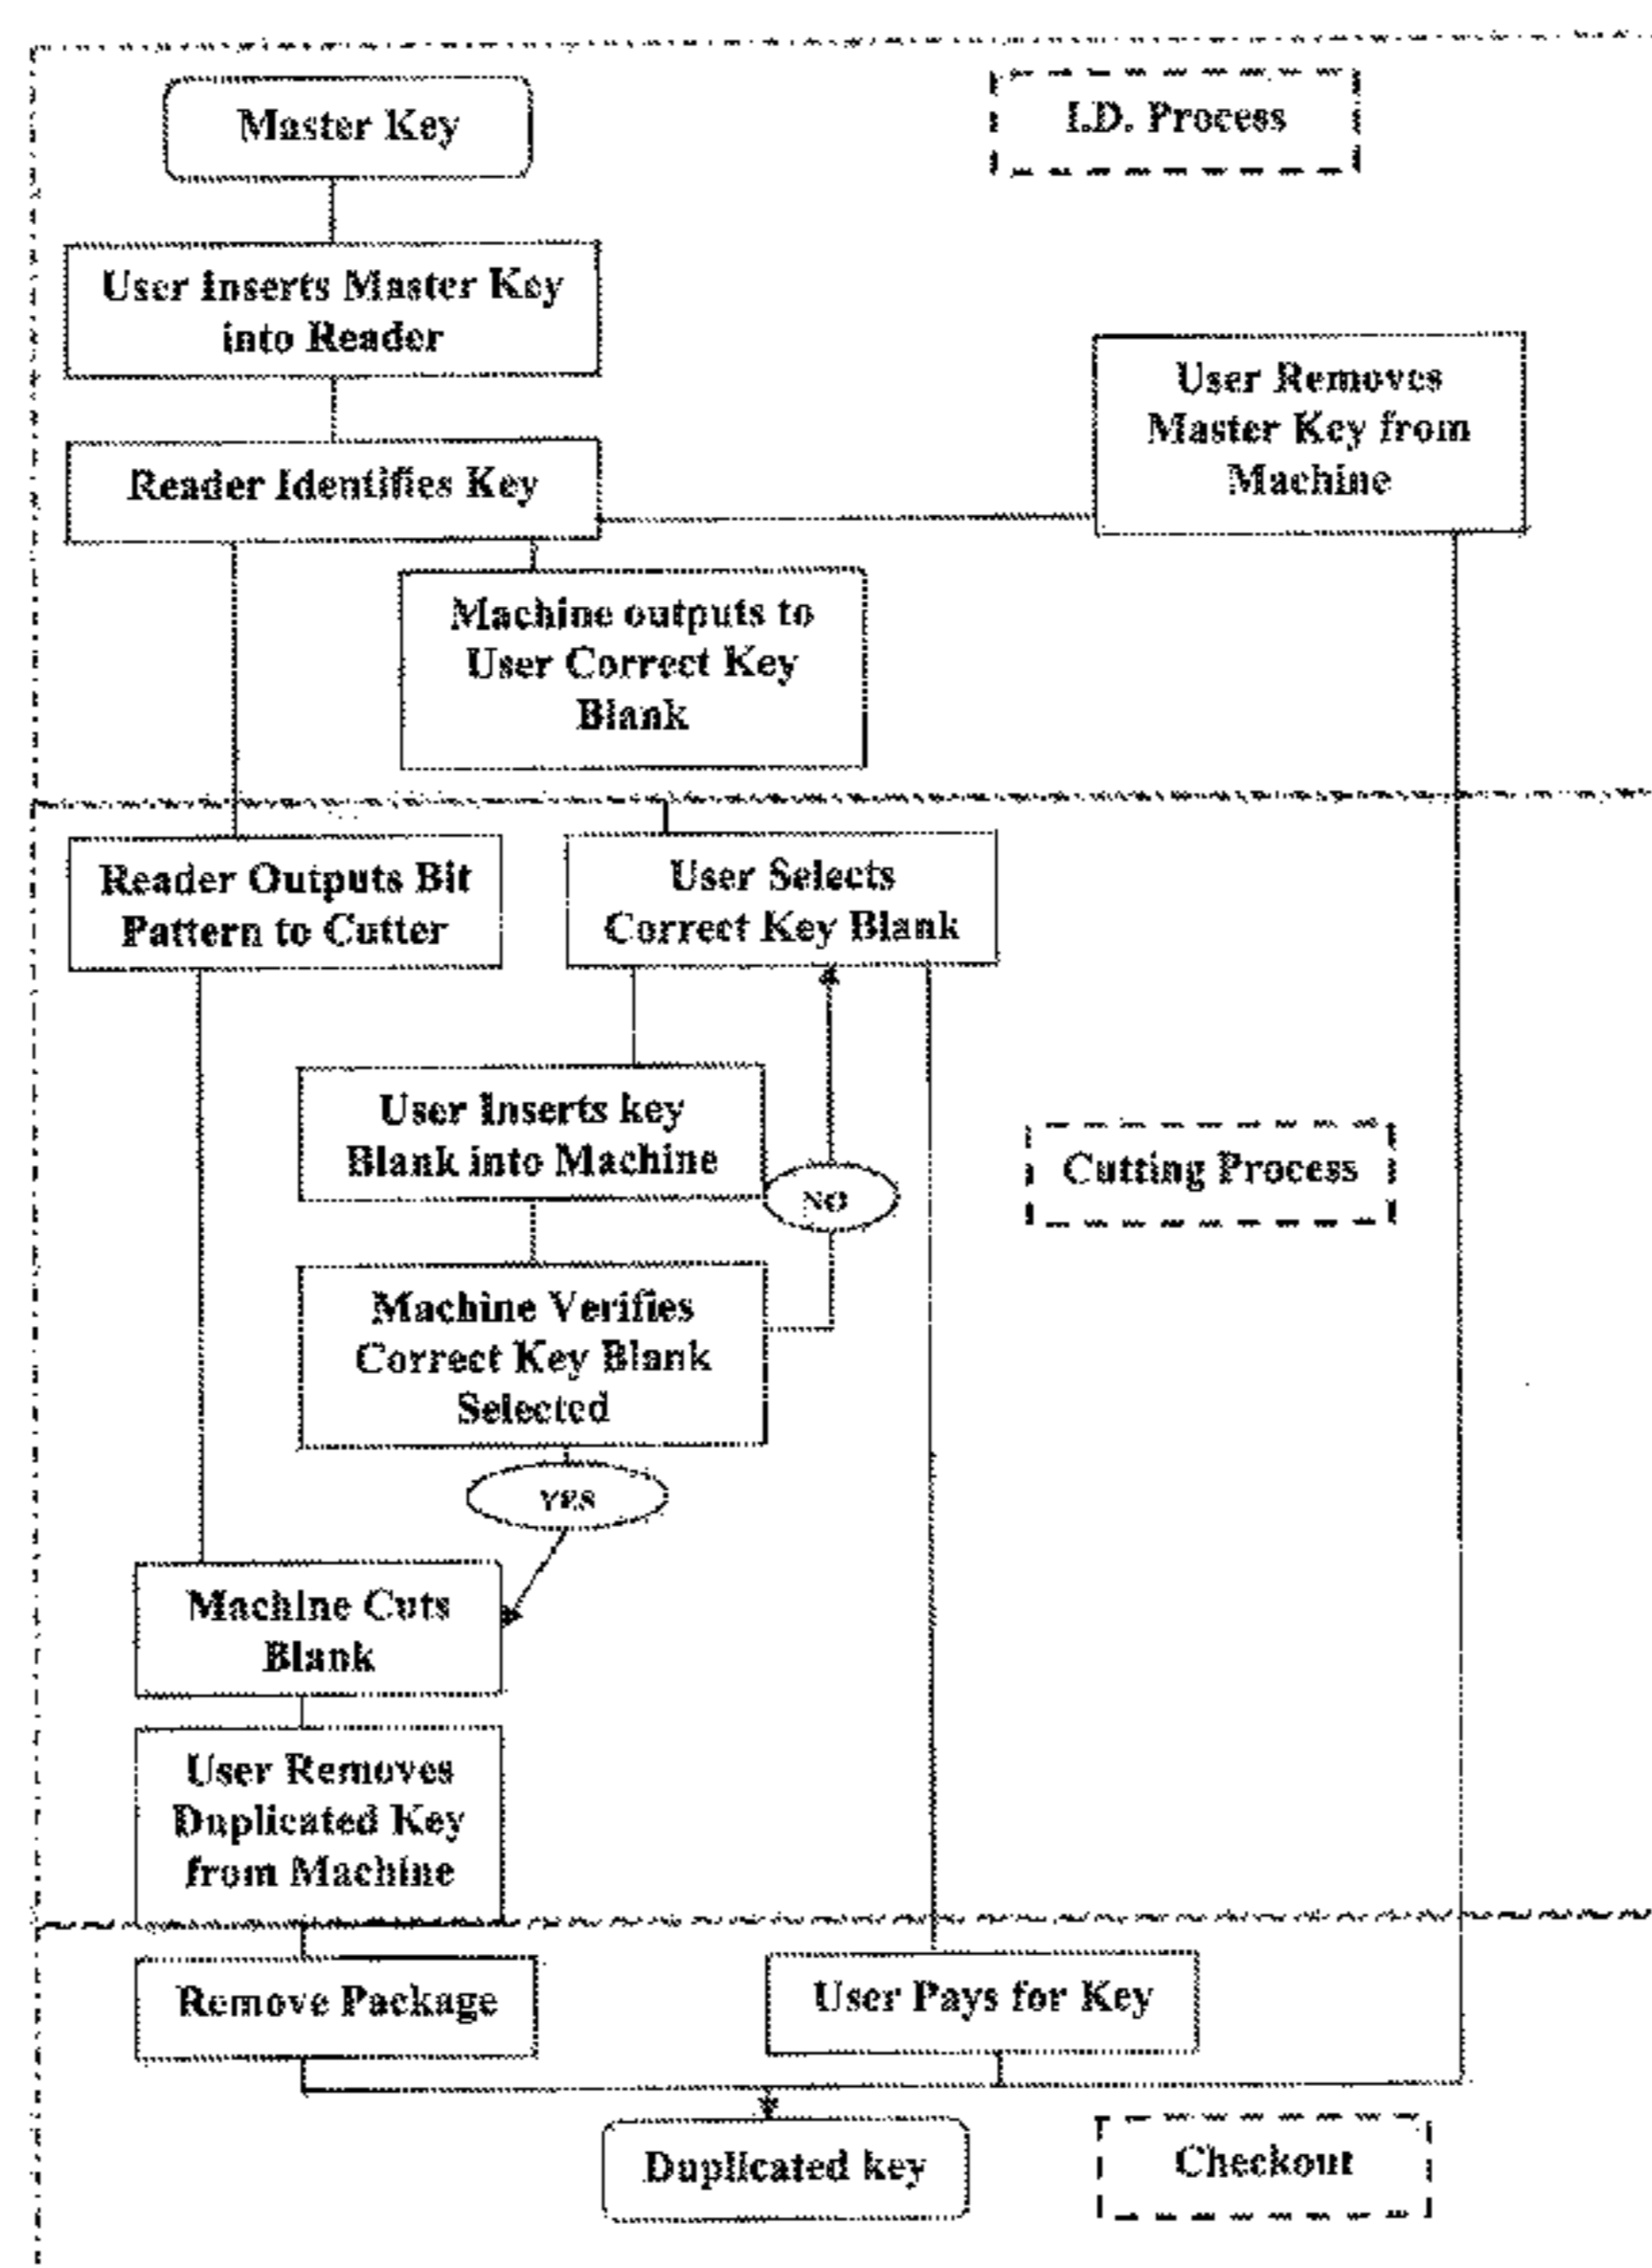 Master Key
I.D. Process
User Inserts Master Key
into Reader
User Removes
Master Key from
Machine
Reader Identifies Key
Machine outputs to
User Correct Key
Blank
Reader Outputs Bit
Pattern to Cutter
User Selects
Correct Key Blank
User Inserts key
Blank into Machine
NO
Cutting Process
Machine Verifies
Correct Key Blank
Selected
YES
Machine Cuts
Blank
User Removes
Duplicated Key
from Machine
Remove Package
User Pays for Key
Duplicated key
Checkout